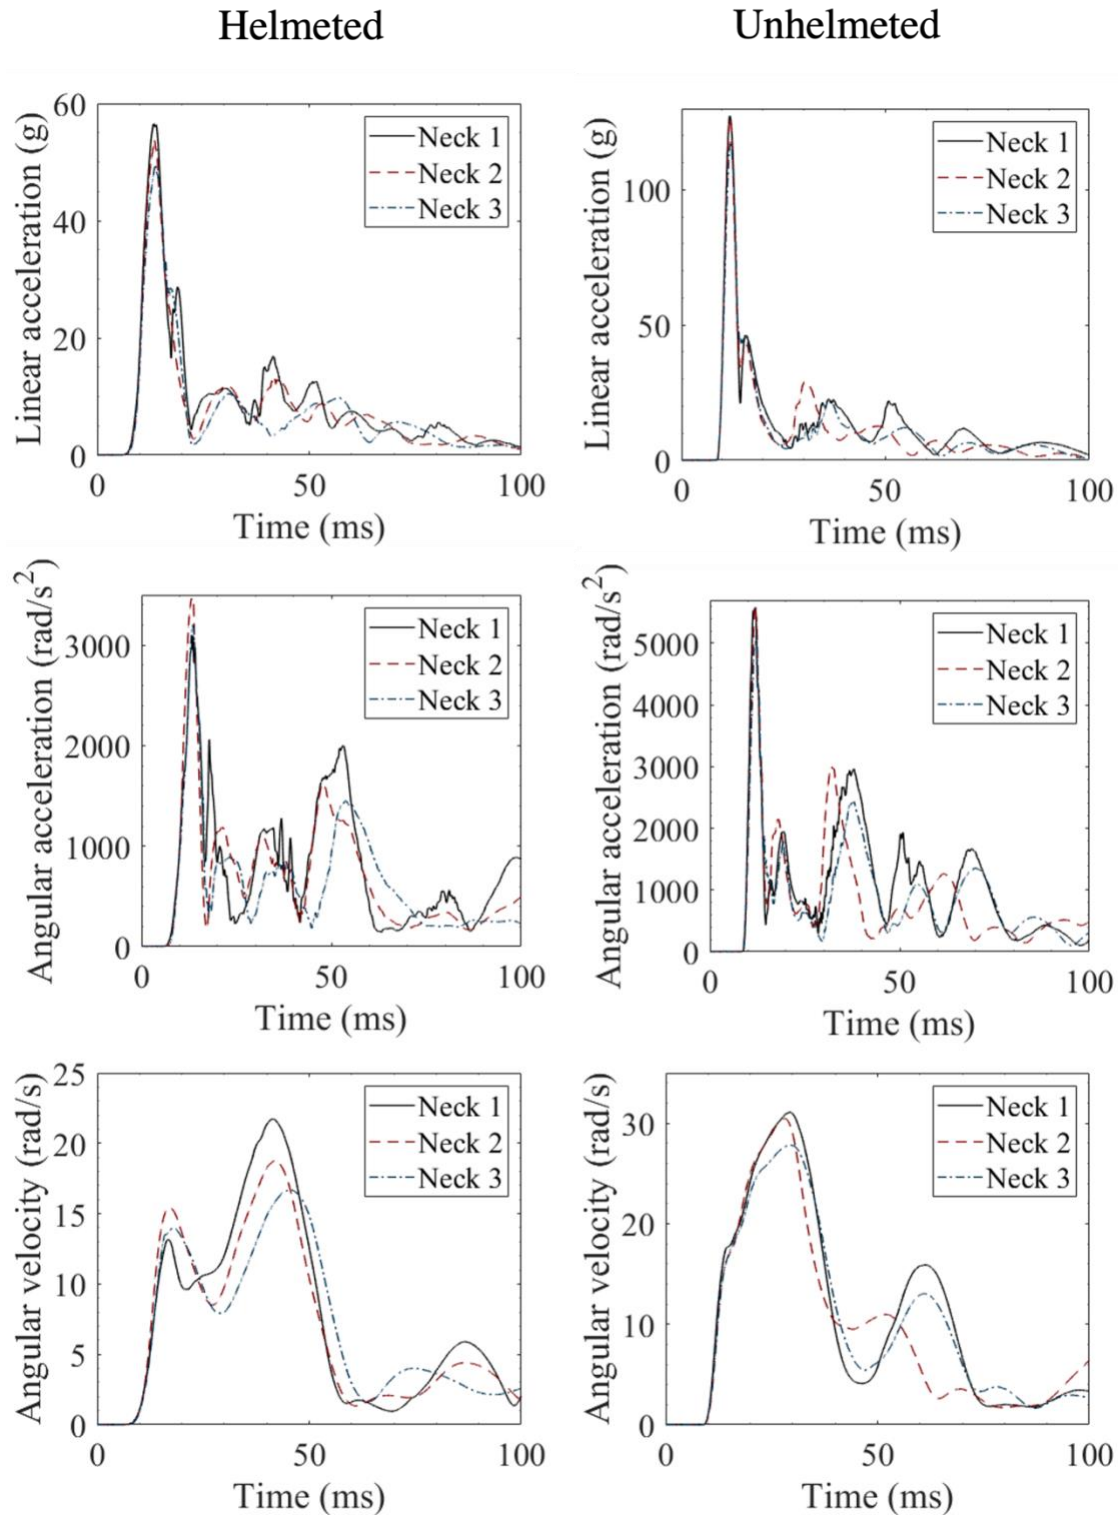 Helmeted
Unhelmeted
Linear acceleration (g)
60
40
20
0
Neck 1
Neck 2
Neck 3
0 50 100
Time (ms)
Linear acceleration (g)
100
50
0
Neck 1
Neck 2
Neck 3
0 50 100
Time (ms)
Angular acceleration (rad/s²)
3000
2000
1000
0
Neck 1
Neck 2
Neck 3
0 50 100
Time (ms)
Angular acceleration (rad/s²)
5000
4000
3000
2000
1000
0
Neck 1
Neck 2
Neck 3
0 50 100
Time (ms)
Angular velocity (rad/s)
25
20
15
10
5
0
Neck 1
Neck 2
Neck 3
0 50 100
Time (ms)
Angular velocity (rad/s)
30
20
10
0
Neck 1
Neck 2
Neck 3
0 50 100
Time (ms)